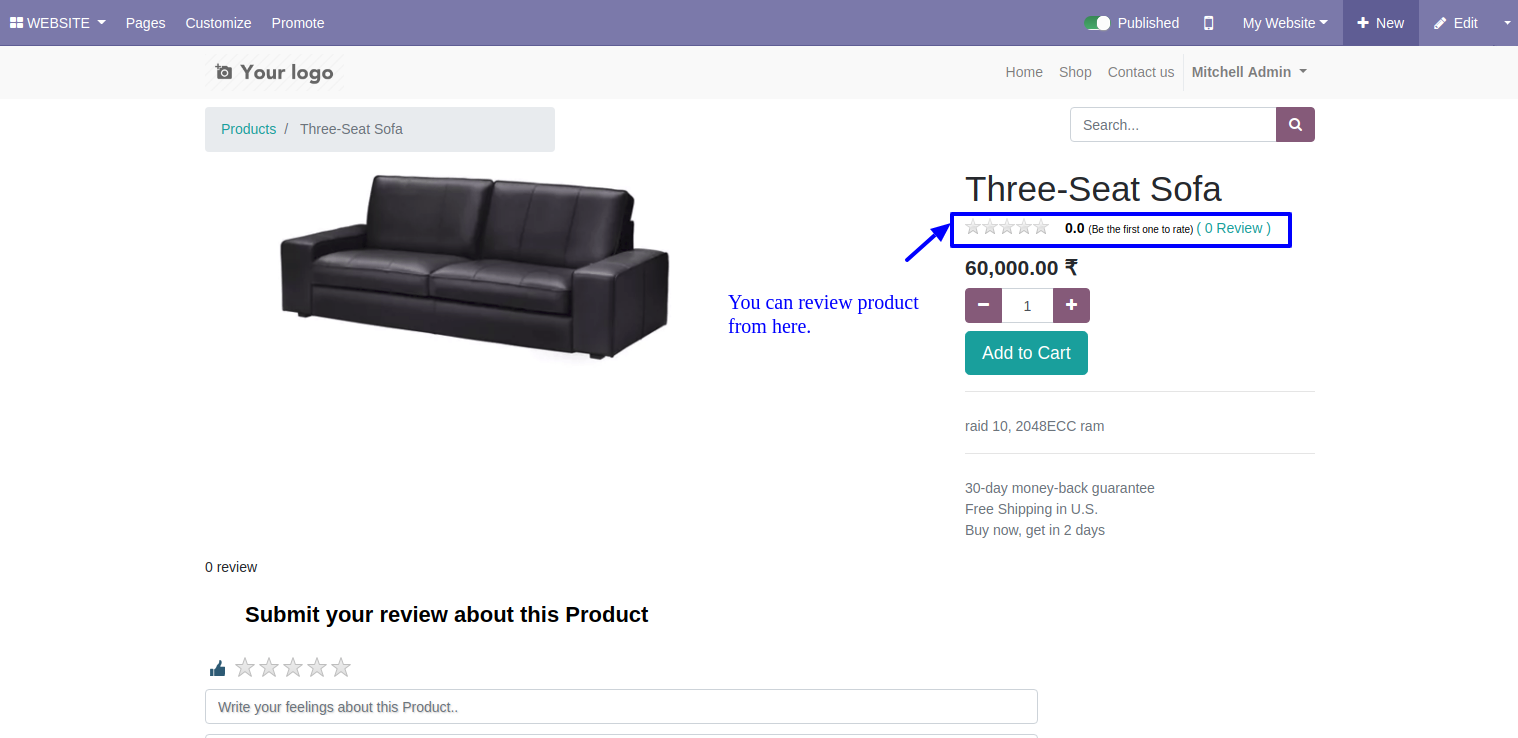 WEBSITE Pages Customize Promote Published My Website New Edit
Your logo Home Shop Contact us Mitchell Admin
Products / Three-Seat Sofa Search...
Three-Seat Sofa
0.0 (Be the first one to rate) ( 0 Review )
60,000.00 ₹
You can review product
from here.
1
Add to Cart
raid 10, 2048ECC ram
30-day money-back guarantee
Free Shipping in U.S.
Buy now, get in 2 days
0 review
Submit your review about this Product
Write your feelings about this Product..